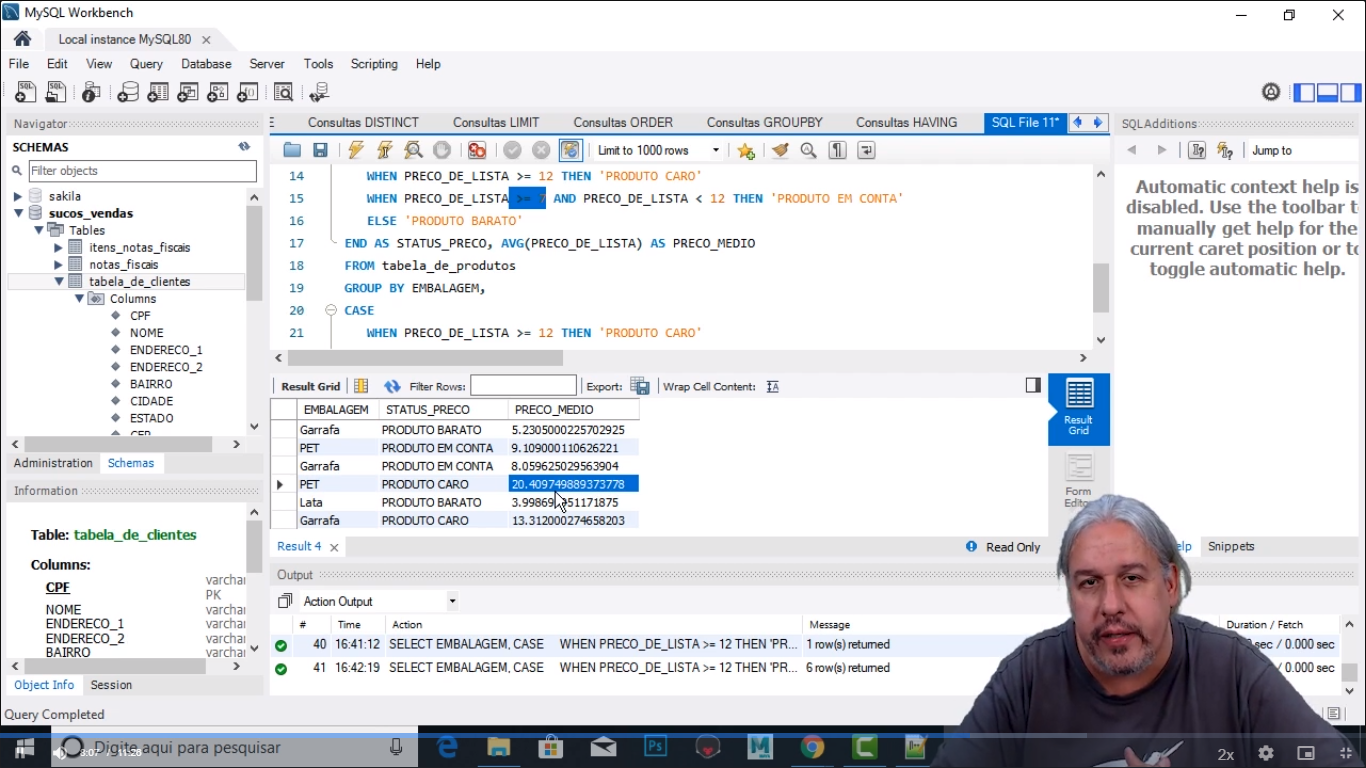 MySQL Workbench
Local instance MySQL80
File Edit View Query Database Server Tools Scripting Help
Navigator
SCHEMAS
Filter objects
sakila
sucos_vendas
Tables
itens_notas_fiscais
notas_fiscais
tabela_de_clientes
Columns
CPF
NOME
ENDERECO_1
ENDERECO_2
BAIRRO
CIDADE
ESTADO
CEP
Administration Schemas
Information
Table: tabela_de_clientes
Columns:
CPF varchar
PK
NOME varchar
ENDERECO_1 varchar
ENDERECO_2 varchar
BAIRRO varchar
Object Info Session
Query Completed
Consultas DISTINCT Consultas LIMIT Consultas ORDER Consultas GROUPBY Consultas HAVING SQL File 11*
Limit to 1000 rows
14 WHEN PRECO_DE_LISTA >= 12 THEN 'PRODUTO CARO'
15 WHEN PRECO_DE_LISTA >= 7 AND PRECO_DE_LISTA < 12 THEN 'PRODUTO EM CONTA'
16 ELSE 'PRODUTO BARATO'
17 END AS STATUS_PRECO, AVG(PRECO_DE_LISTA) AS PRECO_MEDIO
18 FROM tabela_de_produtos
19 GROUP BY EMBALAGEM,
20 CASE
21 WHEN PRECO_DE_LISTA >= 12 THEN 'PRODUTO CARO'
Result Grid Filter Rows: Export: Wrap Cell Content:
EMBALAGEM STATUS_PRECO PRECO_MEDIO
Garrafa PRODUTO BARATO 5.2305000225702925
PET PRODUTO EM CONTA 9.109000110626221
Garrafa PRODUTO EM CONTA 8.059625029563904
PET PRODUTO CARO 20.409749889373778
Lata PRODUTO BARATO
Garrafa PRODUTO CARO 13.312000274658203
Result Grid
Form
Result 4 Read Only
Output
Action Output
# Time Action Message Duration / Fetch
40 16:41:12 SELECT EMBALAGEM, CASE WHEN PRECO_DE_LISTA >= 12 THEN 'PR... 1 row(s) returned sec / 0.000 sec
41 16:42:19 SELECT EMBALAGEM, CASE WHEN PRECO_DE_LISTA >= 12 THEN 'PR... 6 row(s) returned sec / 0.000 sec
SQLAdditions
Jump to
Automatic context help is
disabled. Use the toolbar t
manually get help for the
current caret position or to
toggle automatic help.
Snippets
Digite aqui para pesquisar
Ps
2x